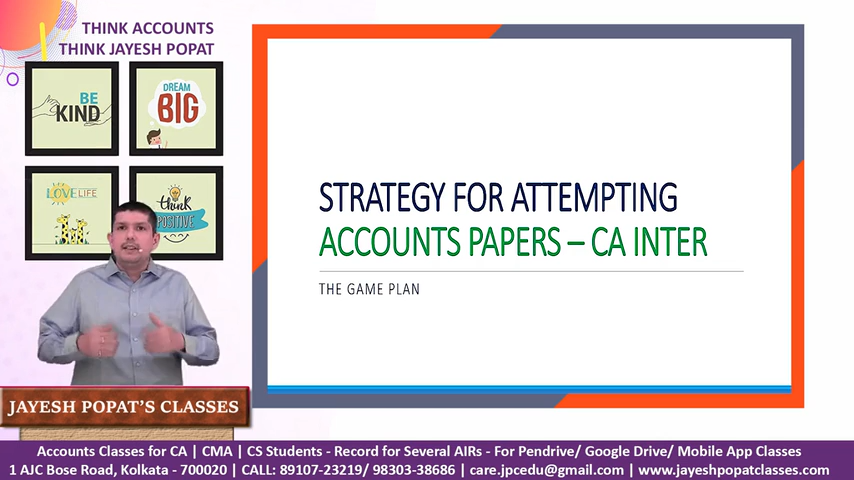 THINK ACCOUNTS
THINK JAYESH POPAT
BE
KIND
DREAM
BIG
LOVE LIFE
think
POSITIVE
STRATEGY FOR ATTEMPTING
ACCOUNTS PAPERS – CA INTER
THE GAME PLAN
JAYESH POPAT'S CLASSES
Accounts Classes for CA | CMA | CS Students - Record for Several AIRs - For Pendrive/ Google Drive/ Mobile App Classes
1 AJC Bose Road, Kolkata - 700020 | CALL: 89107-23219/ 98303-38686 | care.jpcedu@gmail.com | www.jayeshpopatclasses.com